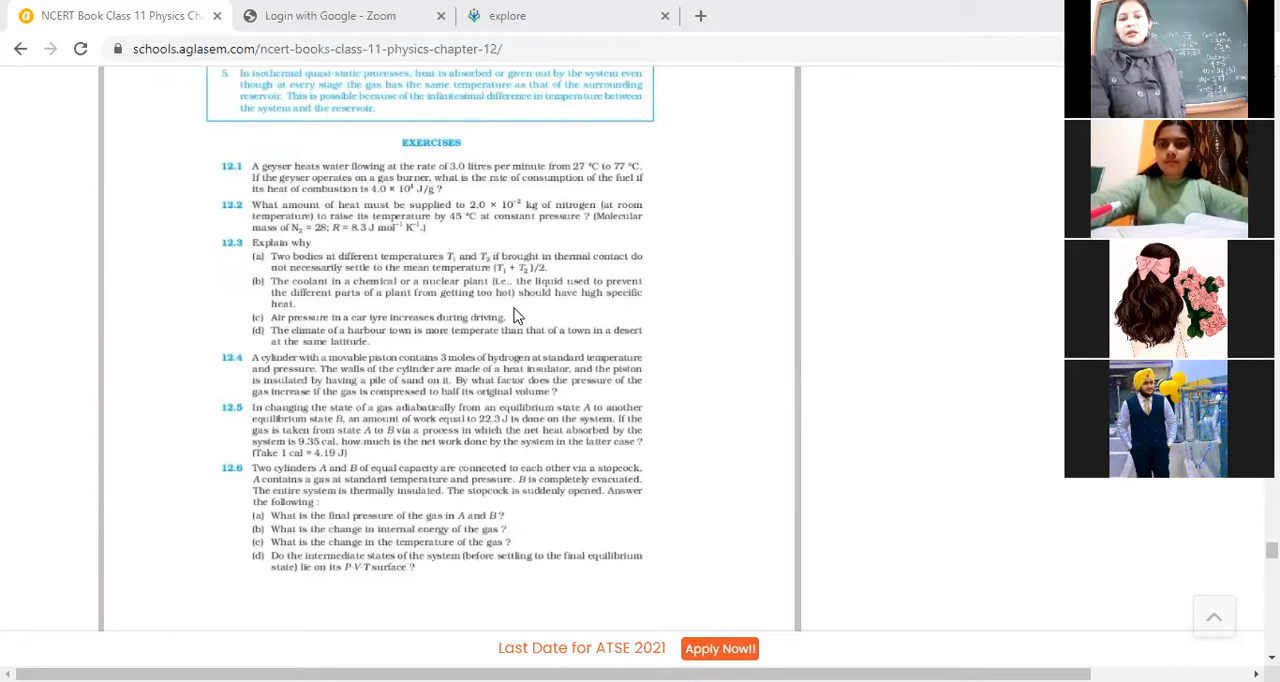 NCERT Book Class 11 Physics Ch
Login with Google - Zoom
explore
schools.aglasem.com/ncert-books-class-11-physics-chapter-12/
5. In isothermal quasi-static processes, heat is absorbed or given out by the system even
though at every stage the gas has the same temperature as that of the surrounding
reservoir. This is possible because of the infinitesimal difference in temperature between
the system and the reservoir.
EXERCISES
12.1 A geyser heats water flowing at the rate of 3.0 litres per minute from 27 °C to 77 °C.
If the geyser operates on a gas burner, what is the rate of consumption of the fuel if
its heat of combustion is 4.0 × 10⁴ J/g ?
12.2 What amount of heat must be supplied to 2.0 × 10⁻² kg of nitrogen (at room
temperature) to raise its temperature by 45 °C at constant pressure ? (Molecular
mass of N₂ = 28; R = 8.3 J mol⁻¹ K⁻¹.)
12.3 Explain why
(a) Two bodies at different temperatures T₁ and T₂ if brought in thermal contact do
not necessarily settle to the mean temperature (T₁ + T₂ )/2.
(b) The coolant in a chemical or a nuclear plant (i.e., the liquid used to prevent
the different parts of a plant from getting too hot) should have high specific
heat.
(c) Air pressure in a car tyre increases during driving.
(d) The climate of a harbour town is more temperate than that of a town in a desert
at the same latitude.
12.4 A cylinder with a movable piston contains 3 moles of hydrogen at standard temperature
and pressure. The walls of the cylinder are made of a heat insulator, and the piston
is insulated by having a pile of sand on it. By what factor does the pressure of the
gas increase if the gas is compressed to half its original volume ?
12.5 In changing the state of a gas adiabatically from an equilibrium state A to another
equilibrium state B, an amount of work equal to 22.3 J is done on the system. If the
gas is taken from state A to B via a process in which the net heat absorbed by the
system is 9.35 cal, how much is the net work done by the system in the latter case ?
(Take 1 cal = 4.19 J)
12.6 Two cylinders A and B of equal capacity are connected to each other via a stopcock.
A contains a gas at standard temperature and pressure. B is completely evacuated.
The entire system is thermally insulated. The stopcock is suddenly opened. Answer
the following :
(a) What is the final pressure of the gas in A and B ?
(b) What is the change in internal energy of the gas ?
(c) What is the change in the temperature of the gas ?
(d) Do the intermediate states of the system (before settling to the final equilibrium
state) lie on its P-V-T surface ?
Last Date for ATSE 2021 Apply Now!!